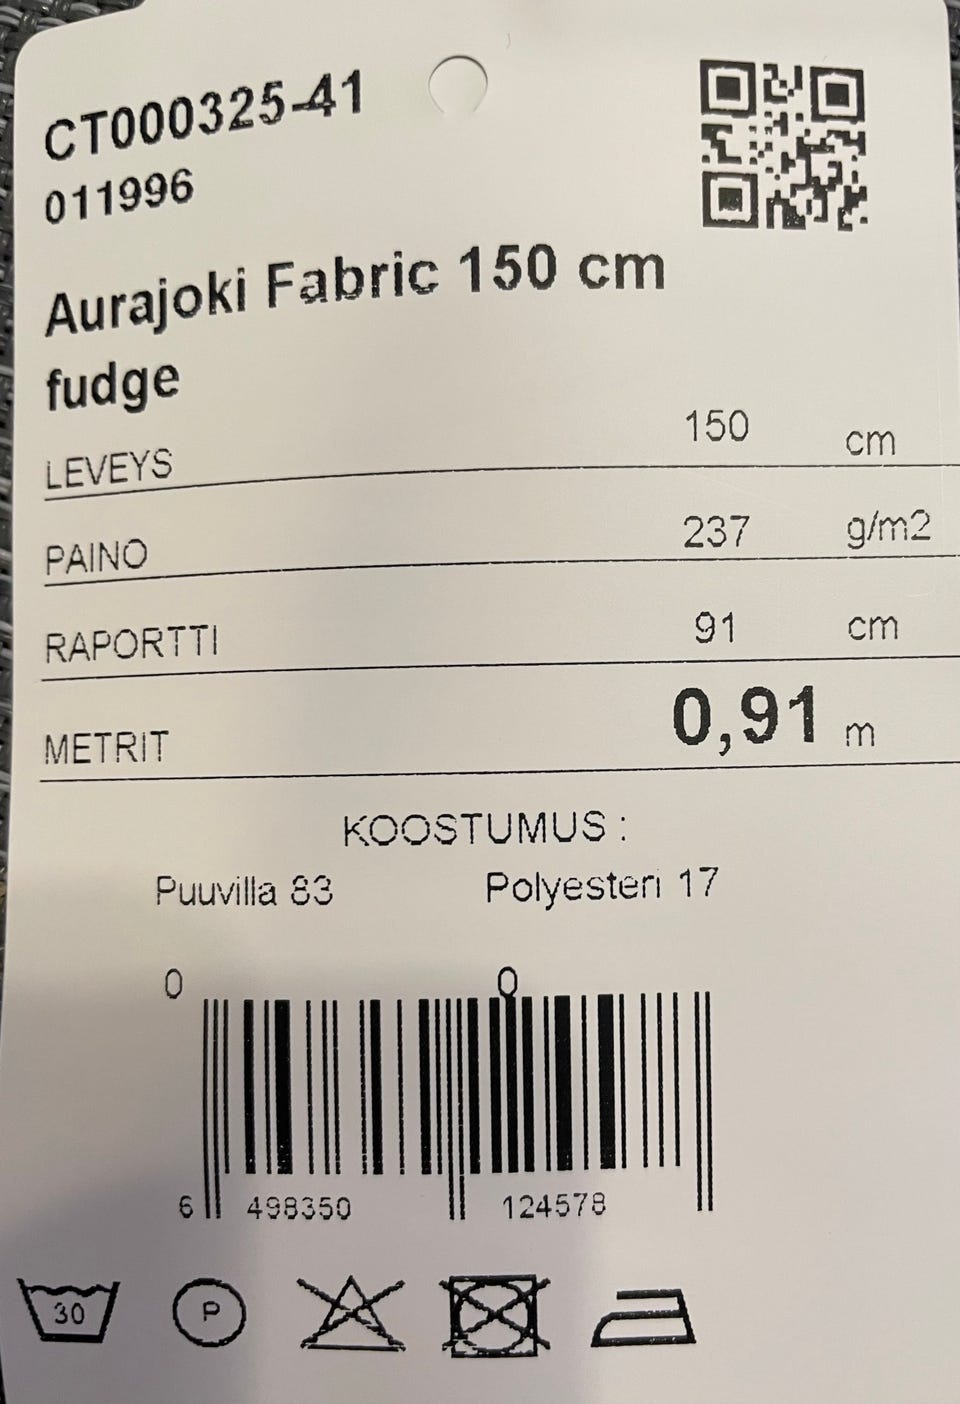 CT000325-41
011996
Aurajoki Fabric 150 cm
fudge
LEVEYS 150 cm
PAINO 237 g/m2
RAPORTTI 91 cm
METRIT 0,91 m
KOOSTUMUS :
Puuvilla 83 Polyesteri 17
0 0
6 498350 124578
30 P